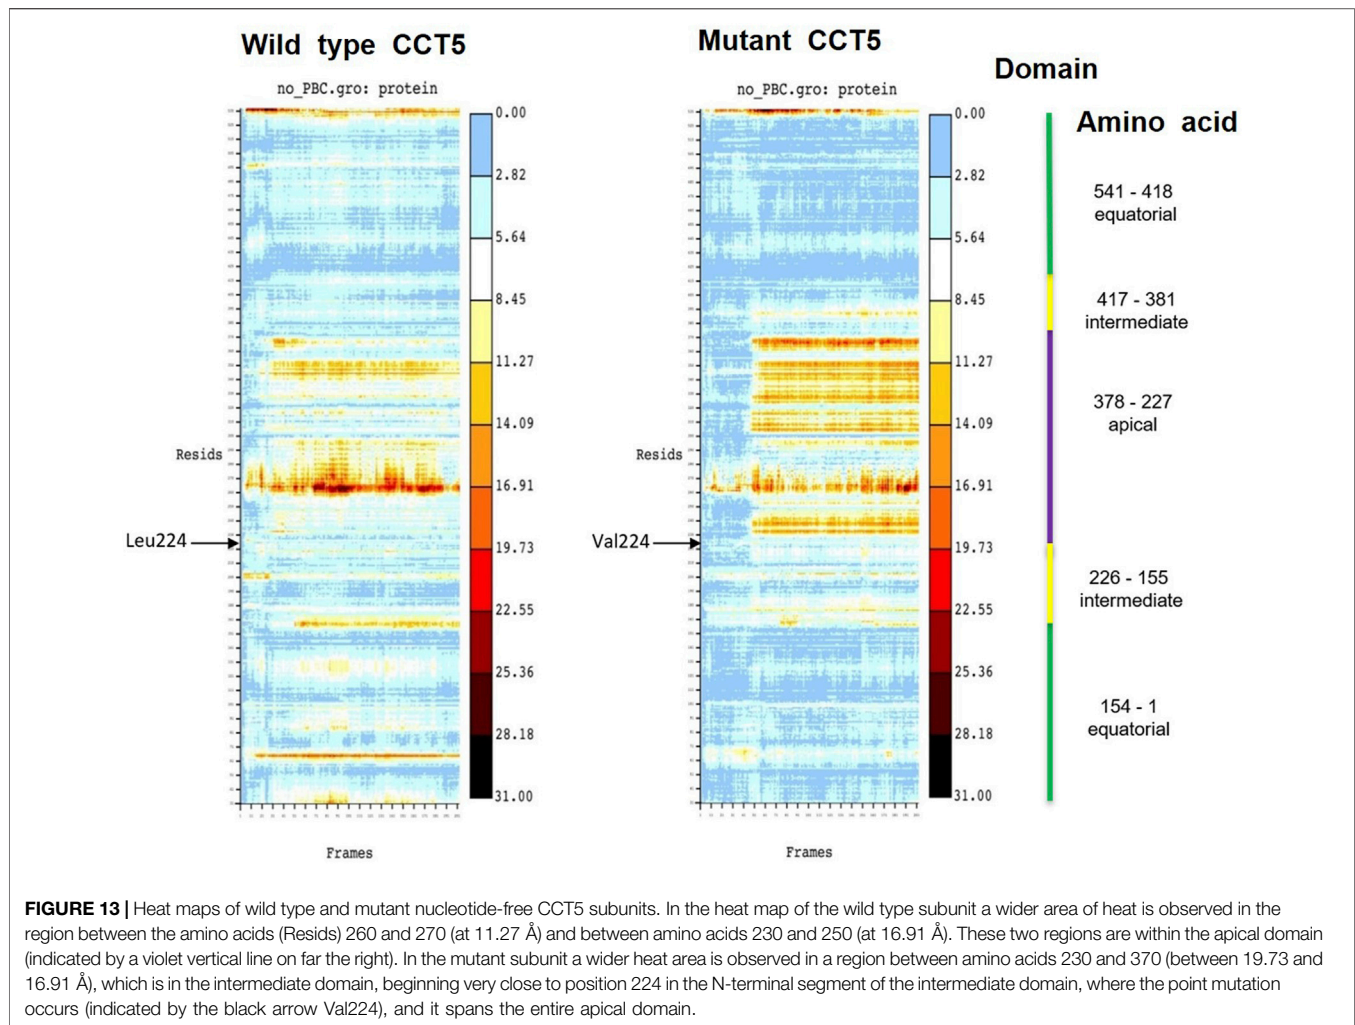 Wild type CCT5
Mutant CCT5
Domain
no_PBC.gro: protein
no_PBC.gro: protein
Amino acid
0.00
2.82
5.64
8.45
11.27
14.09
16.91
19.73
22.55
25.36
28.18
31.00
0.00
2.82
5.64
8.45
11.27
14.09
16.91
19.73
22.55
25.36
28.18
31.00
541 - 418
equatorial
417 - 381
intermediate
378 - 227
apical
226 - 155
intermediate
154 - 1
equatorial
Resids
Resids
Leu224
Val224
Frames
Frames
FIGURE 13 | Heat maps of wild type and mutant nucleotide-free CCT5 subunits. In the heat map of the wild type subunit a wider area of heat is observed in the
region between the amino acids (Resids) 260 and 270 (at 11.27 Å) and between amino acids 230 and 250 (at 16.91 Å). These two regions are within the apical domain
(indicated by a violet vertical line on far the right). In the mutant subunit a wider heat area is observed in a region between amino acids 230 and 370 (between 19.73 and
16.91 Å), which is in the intermediate domain, beginning very close to position 224 in the N-terminal segment of the intermediate domain, where the point mutation
occurs (indicated by the black arrow Val224), and it spans the entire apical domain.